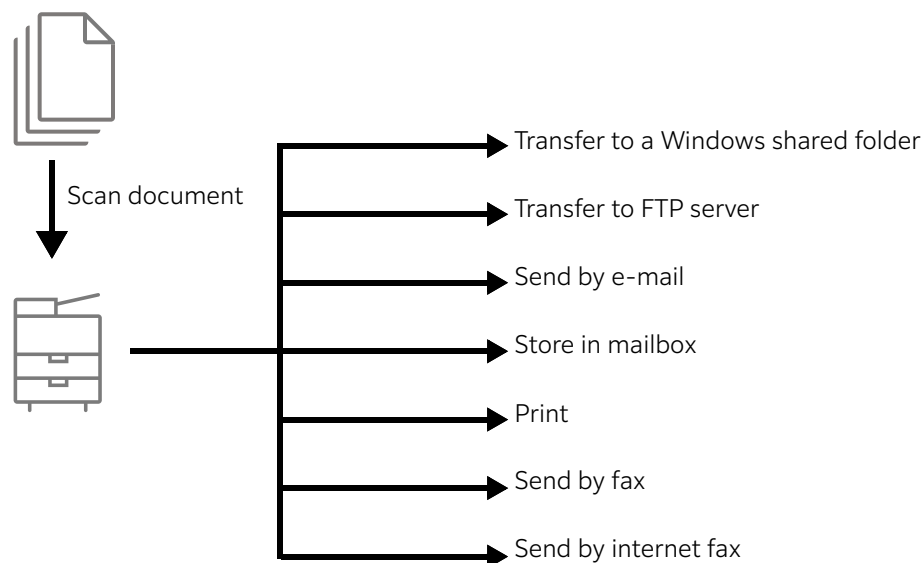 Scan document
Transfer to a Windows shared folder
Transfer to FTP server
Send by e-mail
Store in mailbox
Print
Send by fax
Send by internet fax